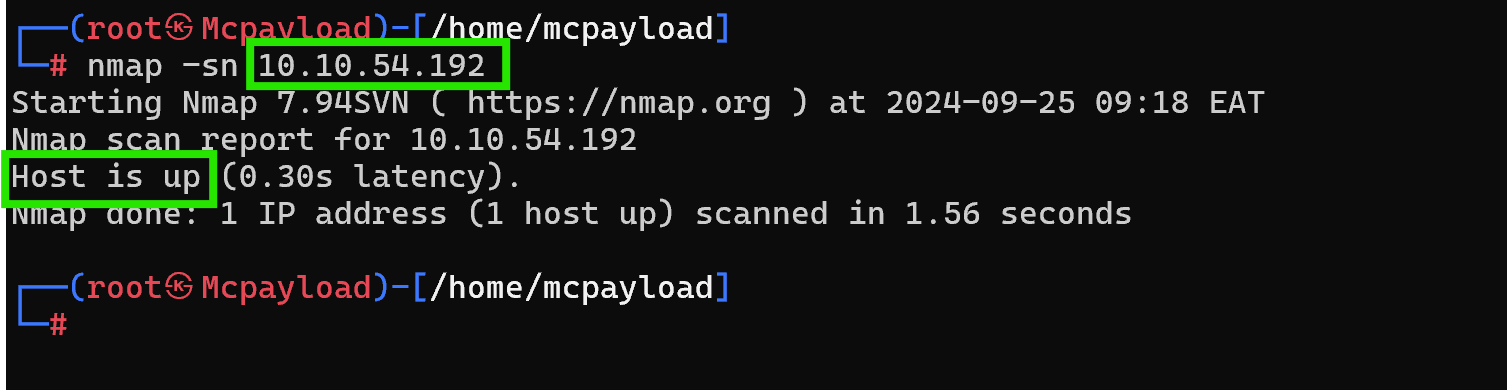 ┌──(root㉿Mcpayload)-[/home/mcpayload]
└─# nmap -sn 10.10.54.192
Starting Nmap 7.94SVN ( https://nmap.org ) at 2024-09-25 09:18 EAT
Nmap scan report for 10.10.54.192
Host is up (0.30s latency).
Nmap done: 1 IP address (1 host up) scanned in 1.56 seconds
┌──(root㉿Mcpayload)-[/home/mcpayload]
└─#